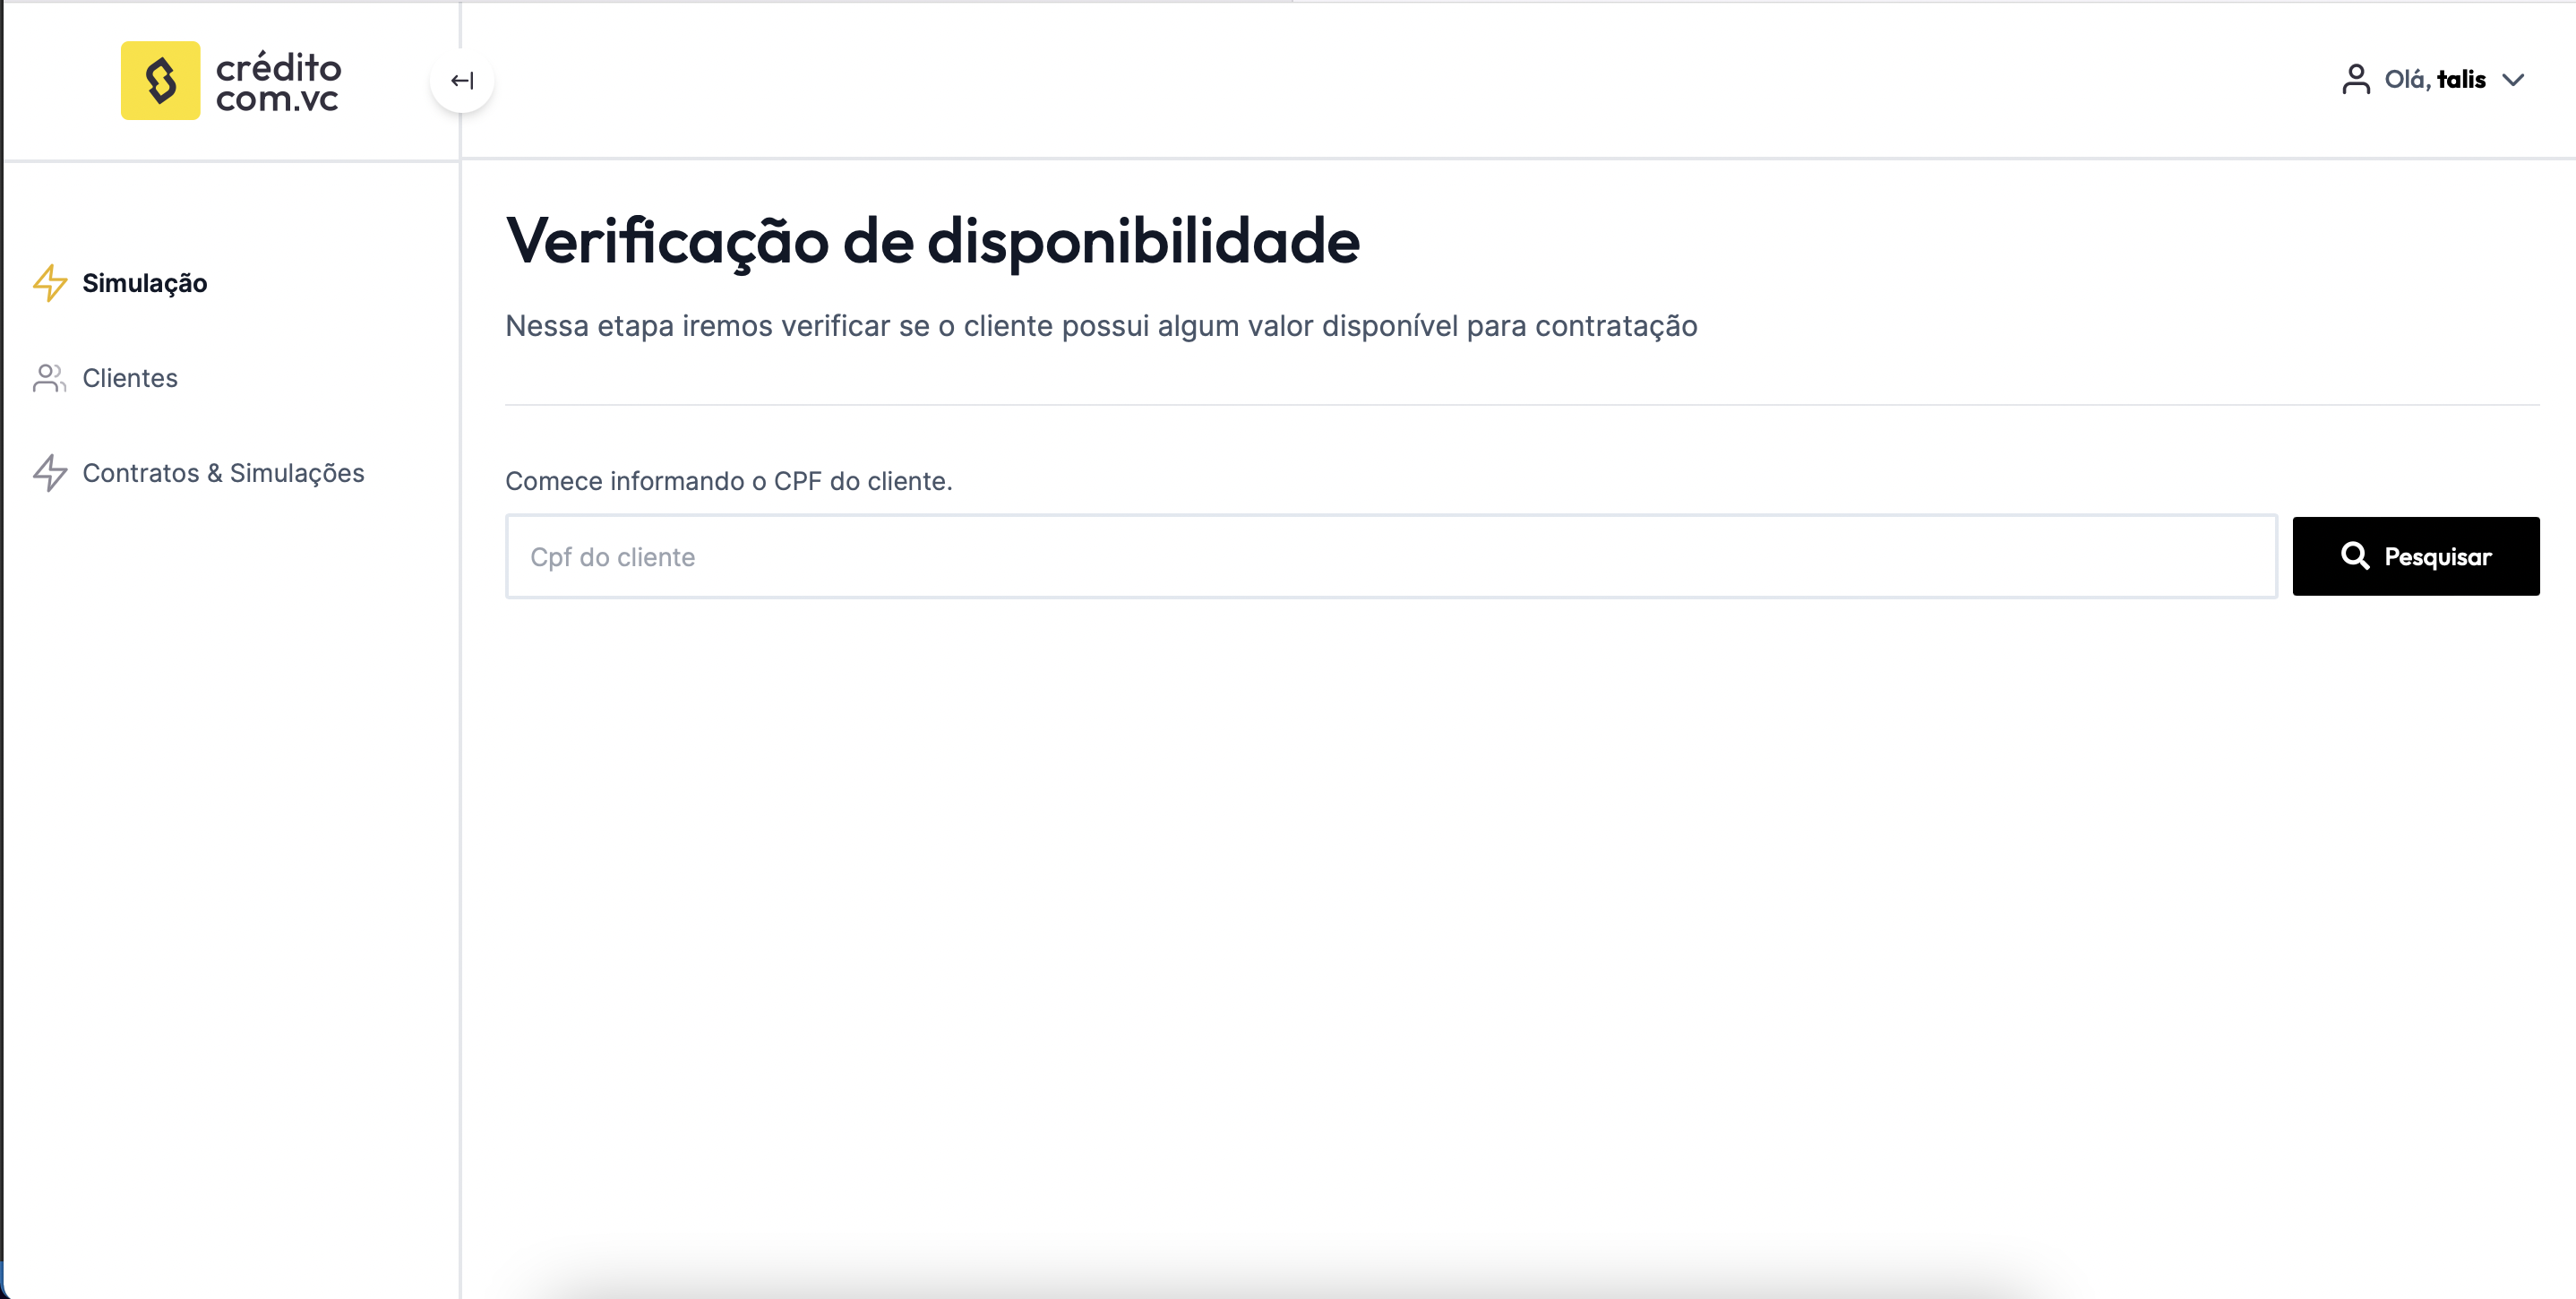 crédito
com.vc
Olá, talis
Simulação
Clientes
Contratos & Simulações
Verificação de disponibilidade
Nessa etapa iremos verificar se o cliente possui algum valor disponível para contratação
Comece informando o CPF do cliente.
Cpf do cliente
Pesquisar